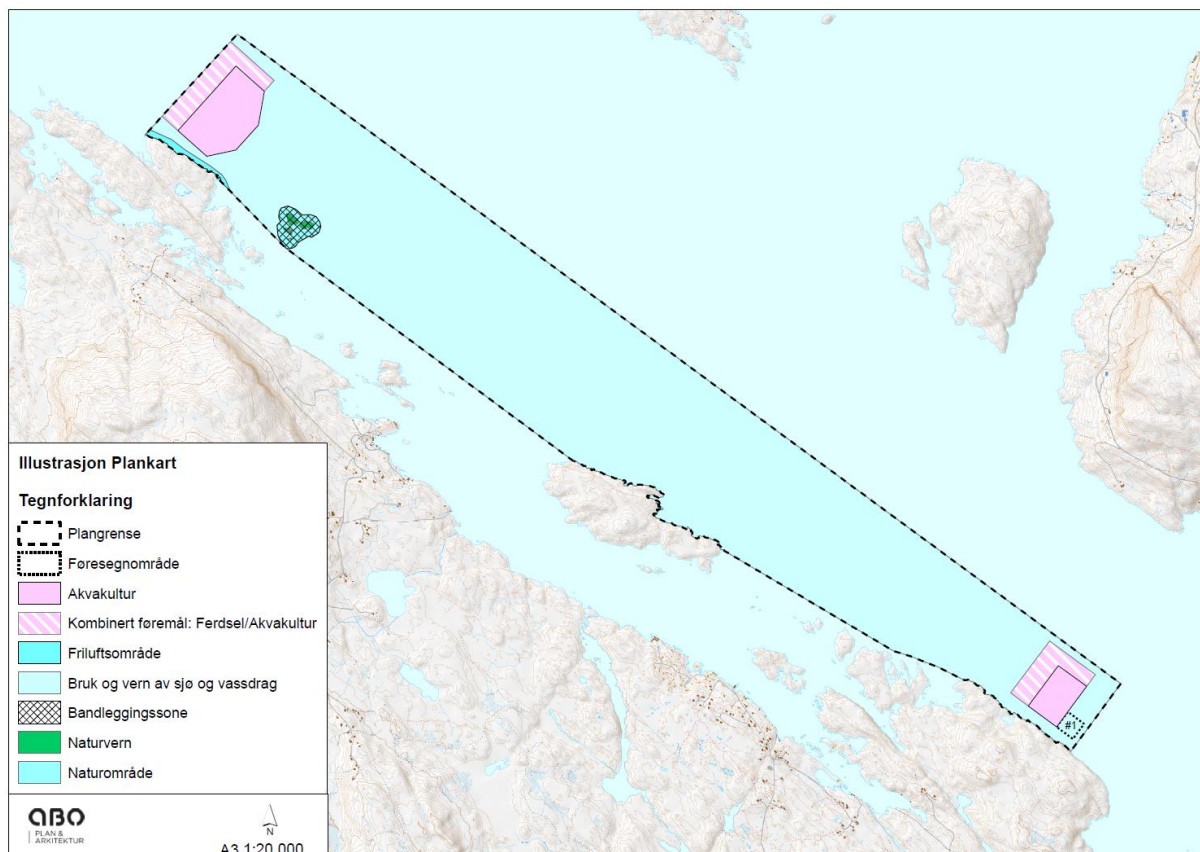 #1
Illustrasjon Plankart
Tegnforklaring
Plangrense
Føresegnområde
Akvakultur
Kombinert føremål: Ferdsel/Akvakultur
Friluftsområde
Bruk og vern av sjø og vassdrag
Bandleggingssone
Naturvern
Naturområde
ABO
PLAN &
ARKITEKTUR
N
A3 1:20 000